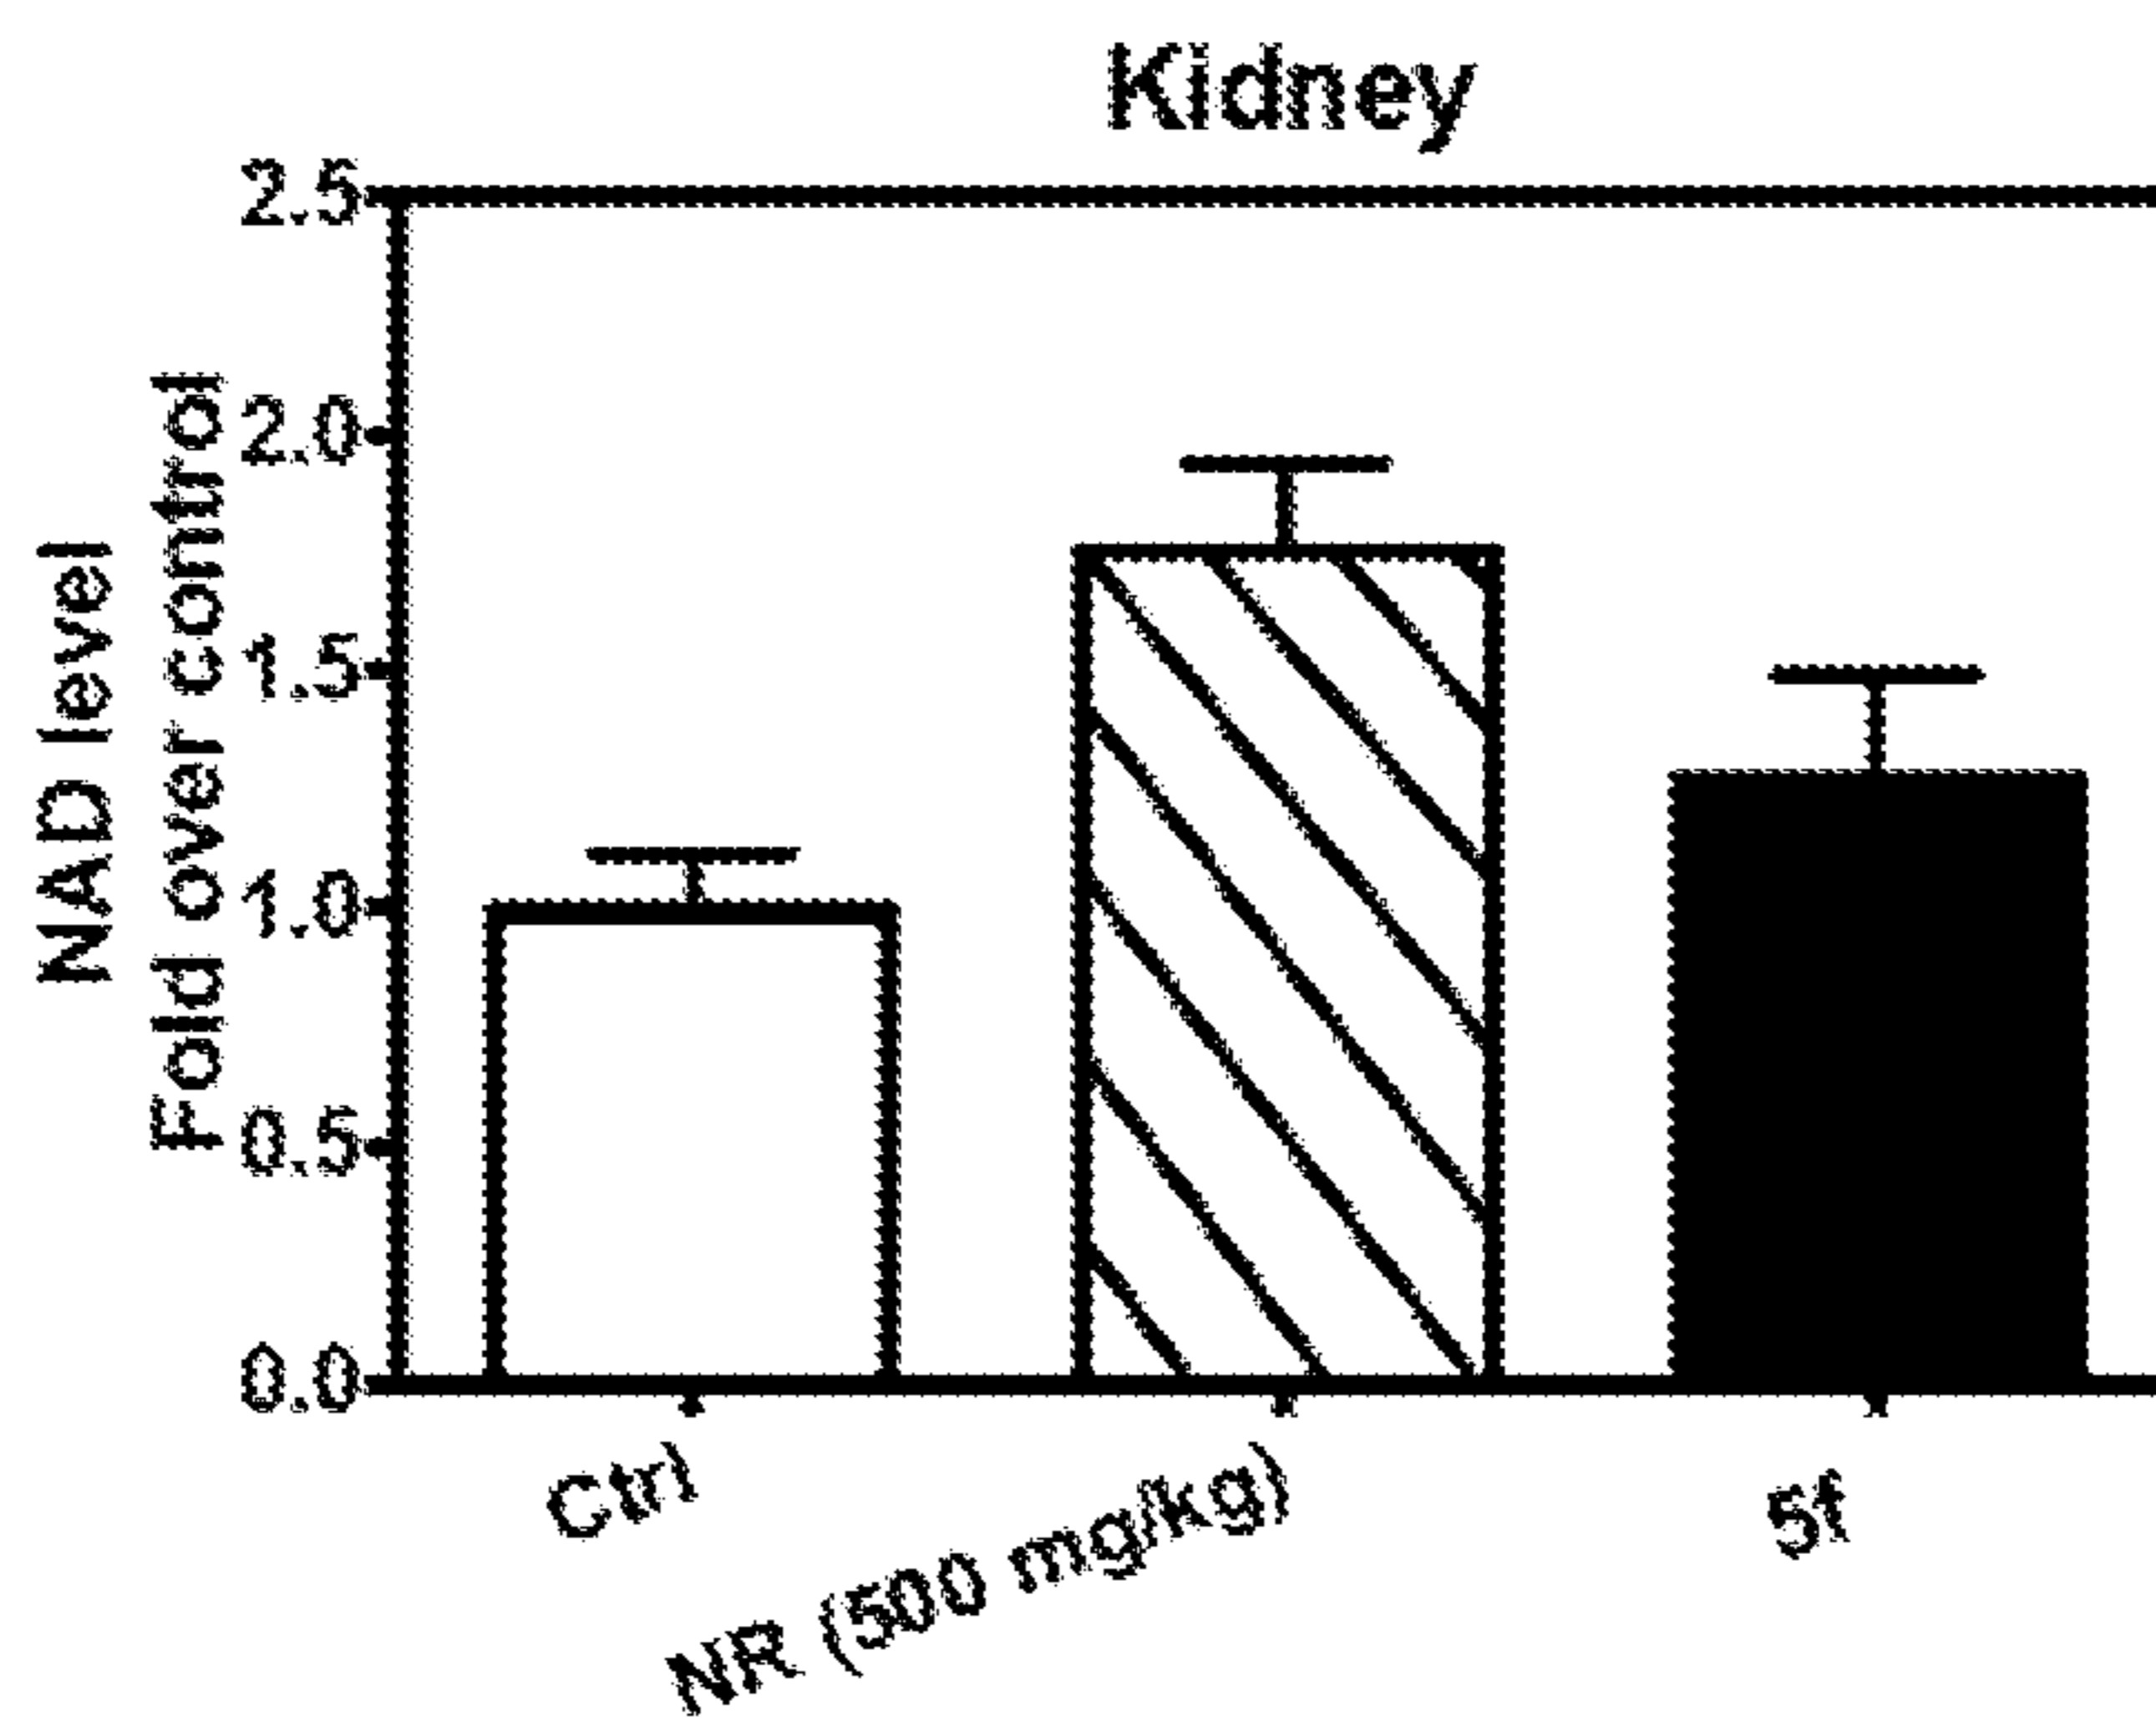 Kidney
NAD level
Fold over control
2.5
2.0
1.5
1.0
0.5
0.0
Ctrl
NR (500 mg/kg)
5f